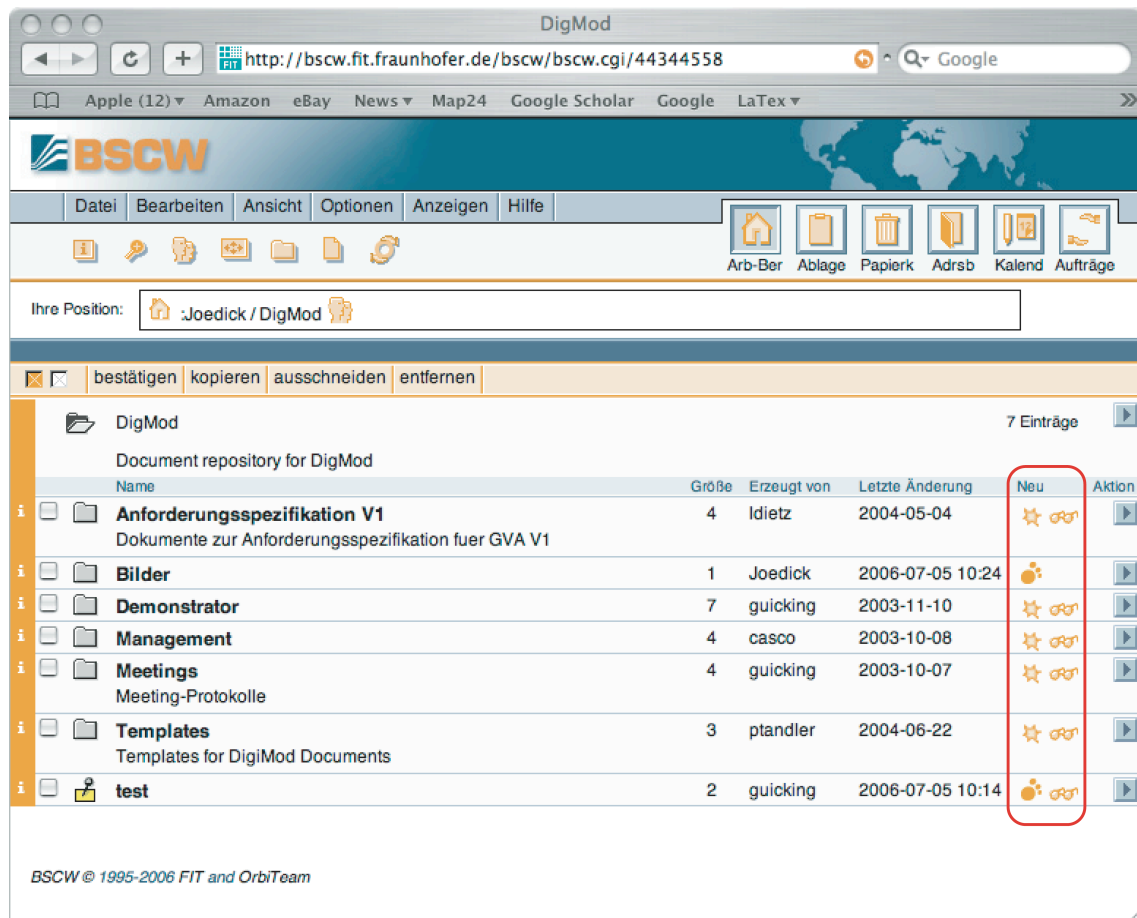 DigMod
FIT http://bscw.fit.fraunhofer.de/bscw/bscw.cgi/44344558 Google
Apple (12) Amazon eBay News Map24 Google Scholar Google LaTex
BSCW
Datei Bearbeiten Ansicht Optionen Anzeigen Hilfe
Arb-Ber Ablage Papierk Adrsb Kalend Aufträge
Ihre Position: :Joedick / DigMod
bestätigen kopieren ausschneiden entfernen
DigMod 7 Einträge
Document repository for DigMod
Name Größe Erzeugt von Letzte Änderung Neu Aktion
i Anforderungsspezifikation V1 4 ldietz 2004-05-04
Dokumente zur Anforderungsspezifikation fuer GVA V1
i Bilder 1 Joedick 2006-07-05 10:24
i Demonstrator 7 guicking 2003-11-10
i Management 4 casco 2003-10-08
i Meetings 4 guicking 2003-10-07
Meeting-Protokolle
i Templates 3 ptandler 2004-06-22
Templates for DigiMod Documents
i test 2 guicking 2006-07-05 10:14
BSCW © 1995-2006 FIT and OrbiTeam